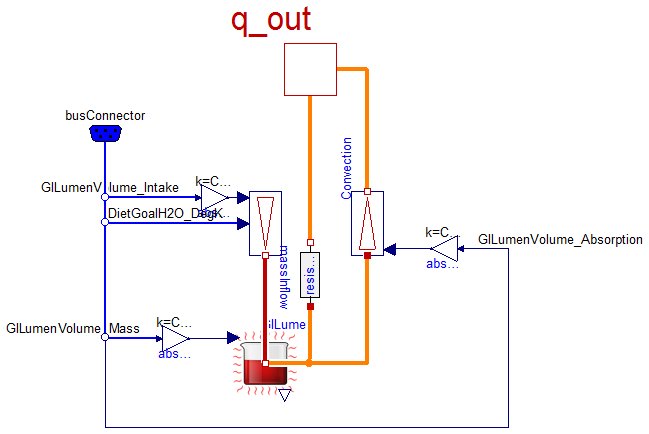 q_out
busConnector
GILumenVolume_Intake
k=C...
DietGoalH2O_DegK
Convection
k=C...
GILumenVolume_Absorption
abs...
massInflow
resis...
GILumenVolume_Mass
k=C...
abs...
GILume